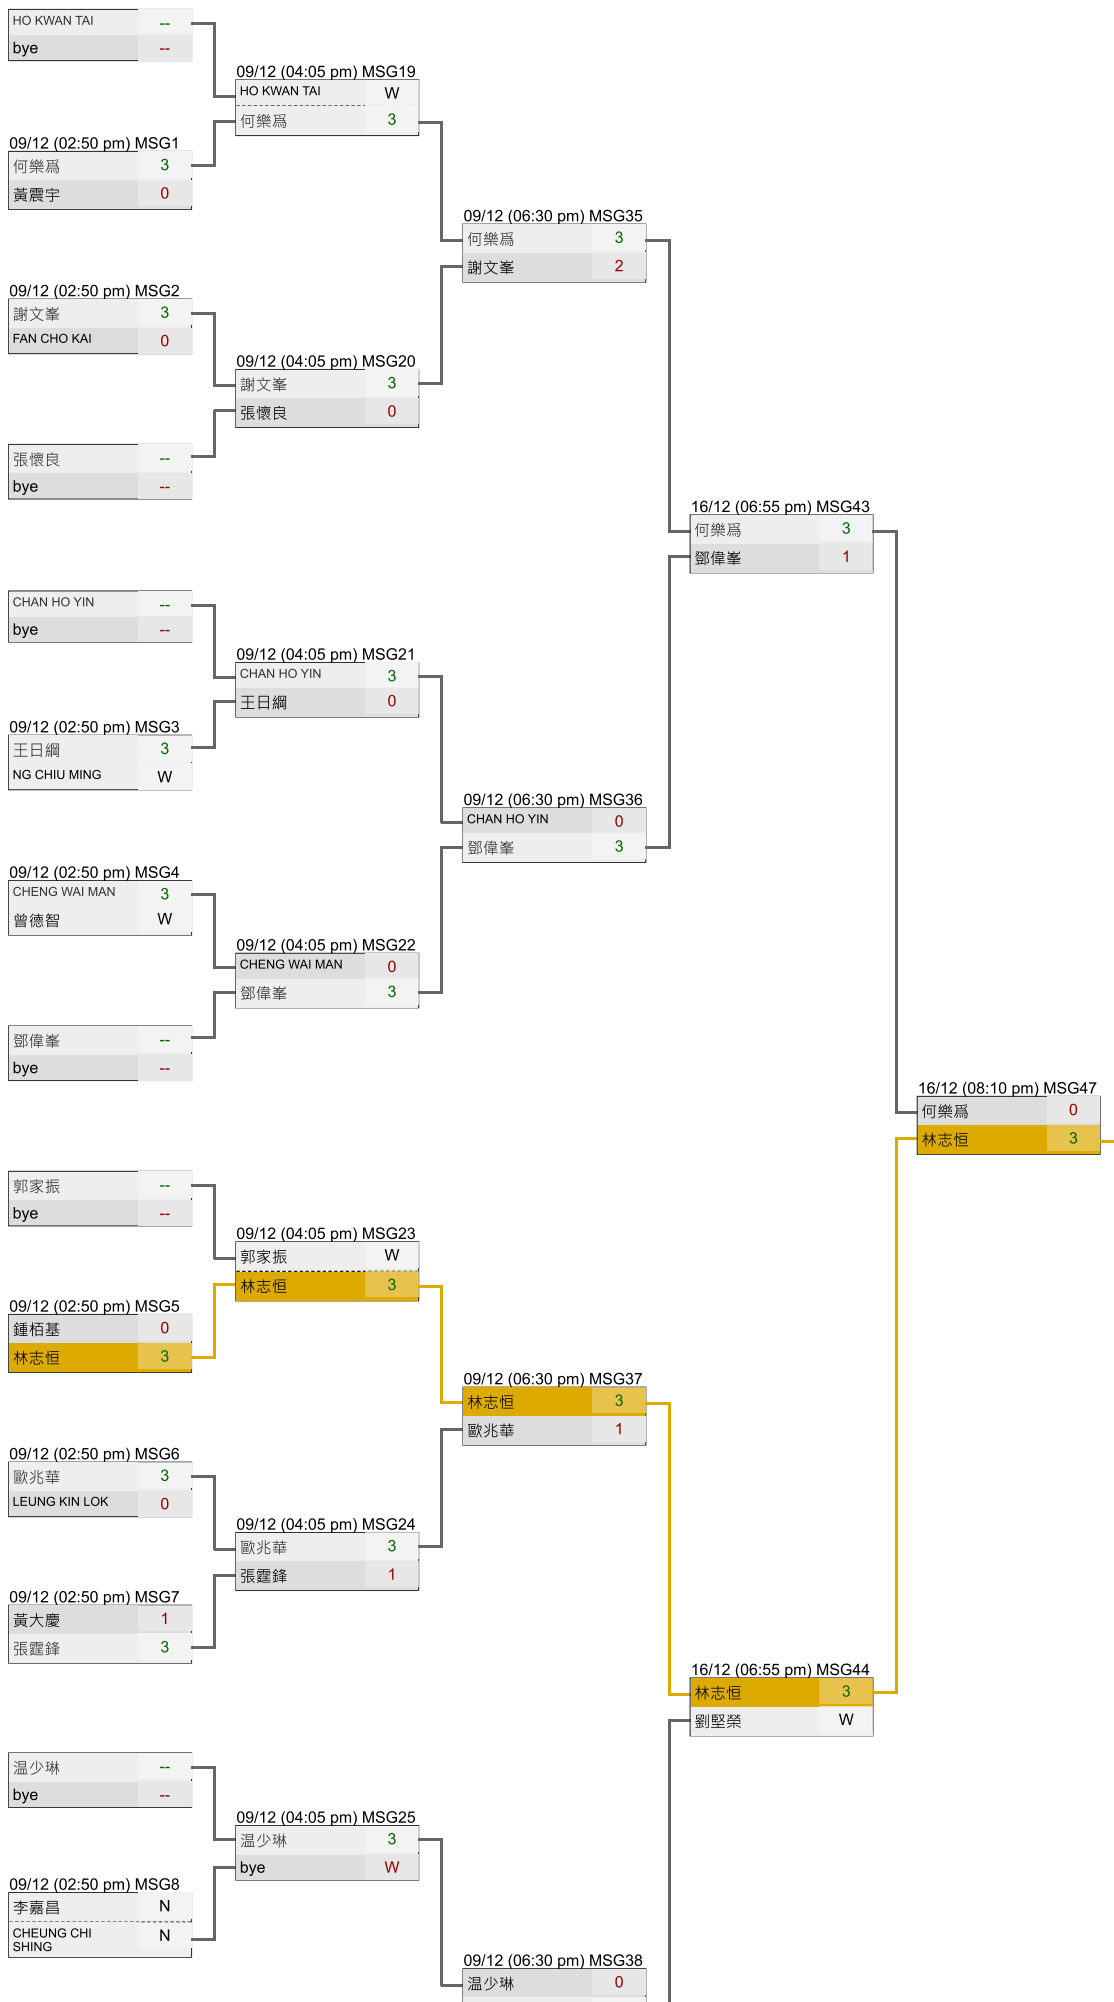 HO KWAN TAI --
bye --
09/12 (04:05 pm) MSG19
HO KWAN TAI W
何樂爲 3
09/12 (02:50 pm) MSG1
何樂爲 3
黃震宇 0
09/12 (06:30 pm) MSG35
何樂爲 3
謝文峯 2
09/12 (02:50 pm) MSG2
謝文峯 3
FAN CHO KAI 0
09/12 (04:05 pm) MSG20
謝文峯 3
張懷良 0
張懷良 --
bye --
16/12 (06:55 pm) MSG43
何樂爲 3
鄧偉峯 1
CHAN HO YIN --
bye --
09/12 (04:05 pm) MSG21
CHAN HO YIN 3
王日綱 0
09/12 (02:50 pm) MSG3
王日綱 3
NG CHIU MING W
09/12 (06:30 pm) MSG36
CHAN HO YIN 0
鄧偉峯 3
09/12 (02:50 pm) MSG4
CHENG WAI MAN 3
曾德智 W
09/12 (04:05 pm) MSG22
CHENG WAI MAN 0
鄧偉峯 3
鄧偉峯 --
bye --
16/12 (08:10 pm) MSG47
何樂爲 0
林志恒 3
郭家振 --
bye --
09/12 (04:05 pm) MSG23
郭家振 W
林志恒 3
09/12 (02:50 pm) MSG5
鍾栢基 0
林志恒 3
09/12 (06:30 pm) MSG37
林志恒 3
歐兆華 1
09/12 (02:50 pm) MSG6
歐兆華 3
LEUNG KIN LOK 0
09/12 (04:05 pm) MSG24
歐兆華 3
張霆鋒 1
09/12 (02:50 pm) MSG7
黃大慶 1
張霆鋒 3
16/12 (06:55 pm) MSG44
林志恒 3
劉堅榮 W
温少琳 --
bye --
09/12 (04:05 pm) MSG25
温少琳 3
bye W
09/12 (02:50 pm) MSG8
李嘉昌 N
CHEUNG CHI
SHING N
09/12 (06:30 pm) MSG38
温少琳 0